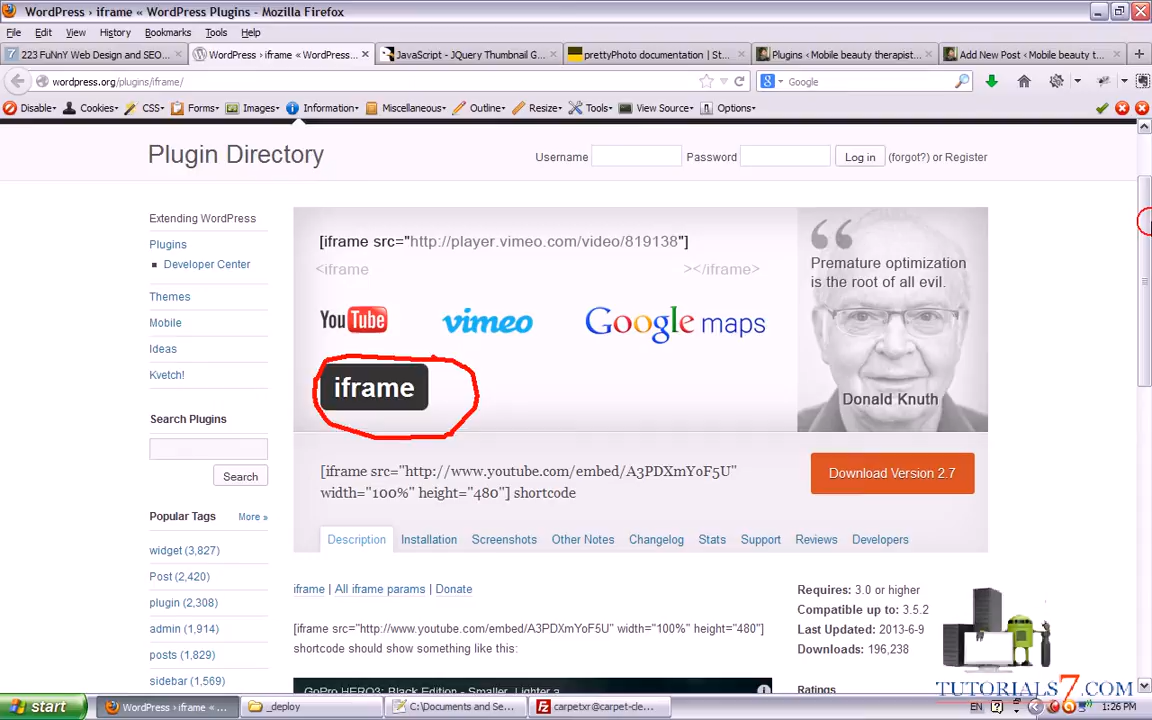 WordPress › iframe « WordPress Plugins - Mozilla Firefox
File Edit View History Bookmarks Tools Help
223 FuNnY Web Design and SEO...
WordPress › iframe « WordPress...
JavaScript - JQuery Thumbnail G...
prettyPhoto documentation | St...
Plugins ‹ Mobile beauty therapist...
Add New Post ‹ Mobile beauty t...
wordpress.org/plugins/iframe/
Google
Disable Cookies CSS Forms Images Information Miscellaneous Outline Resize Tools View Source Options
Plugin Directory
Username
Password
Log in
(forgot?) or Register
Extending WordPress
Plugins
Developer Center
Themes
Mobile
Ideas
Kvetch!
Search Plugins
Search
Popular Tags More »
widget (3,827)
Post (2,420)
plugin (2,308)
admin (1,914)
posts (1,829)
sidebar (1,569)
[iframe src="http://player.vimeo.com/video/819138"]
<iframe ></iframe>
YouTube vimeo Google maps
iframe
Premature optimization
is the root of all evil.
Donald Knuth
[iframe src="http://www.youtube.com/embed/A3PDXmYoF5U"
width="100%" height="480"] shortcode
Download Version 2.7
Description Installation Screenshots Other Notes Changelog Stats Support Reviews Developers
iframe | All iframe params | Donate
[iframe src="http://www.youtube.com/embed/A3PDXmYoF5U" width="100%" height="480"]
shortcode should show something like this:
GoPro HERO3: Black Edition - Smaller, Lighter a
Requires: 3.0 or higher
Compatible up to: 3.5.2
Last Updated: 2013-6-9
Downloads: 196,238
Ratings
TUTORIALS7.COM
start
WordPress › iframe « ...
_deploy
C:\Documents and Se...
carpetxr@carpet-de...
EN
1:26 PM